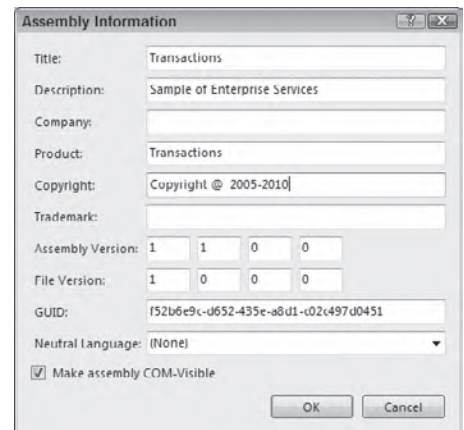 Assembly Information
Title: Transactions
Description: Sample of Enterprise Services
Company:
Product: Transactions
Copyright: Copyright @ 2005-2010
Trademark:
Assembly Version: 1 1 0 0
File Version: 1 0 0 0
GUID: f52b6e9c-d652-435e-a8d1-c02c497d0451
Neutral Language: (None)
Make assembly COM-Visible
OK Cancel